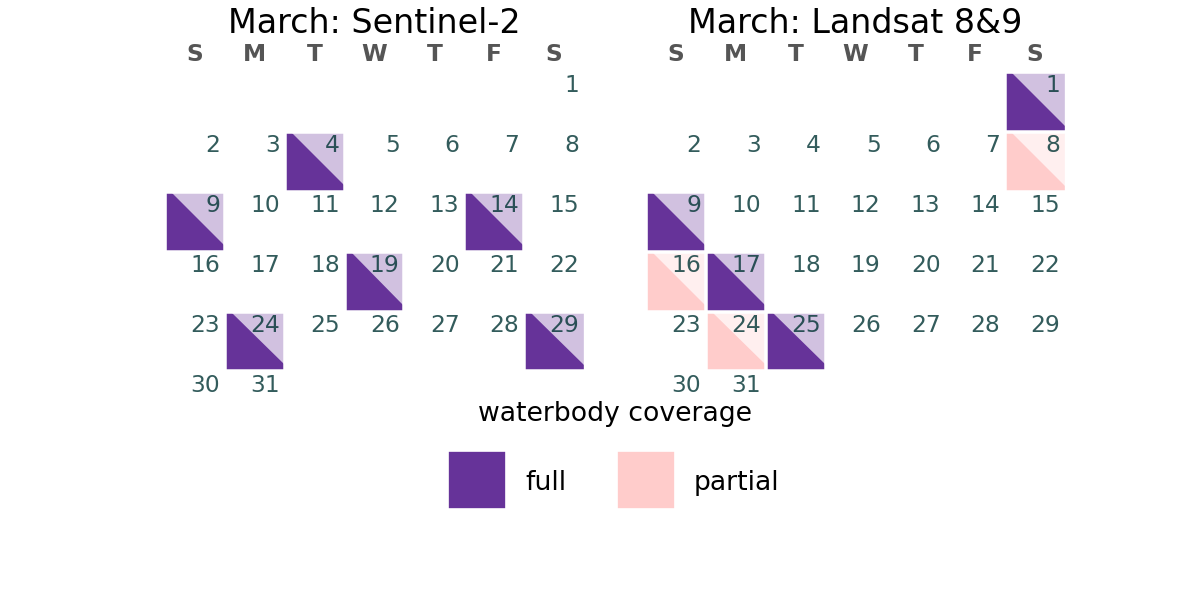 March: Sentinel-2
S M T W T F S
1
2 3 4 5 6 7 8
9 10 11 12 13 14 15
16 17 18 19 20 21 22
23 24 25 26 27 28 29
30 31
March: Landsat 8&9
S M T W T F S
1
2 3 4 5 6 7 8
9 10 11 12 13 14 15
16 17 18 19 20 21 22
23 24 25 26 27 28 29
30 31
waterbody coverage
full
partial